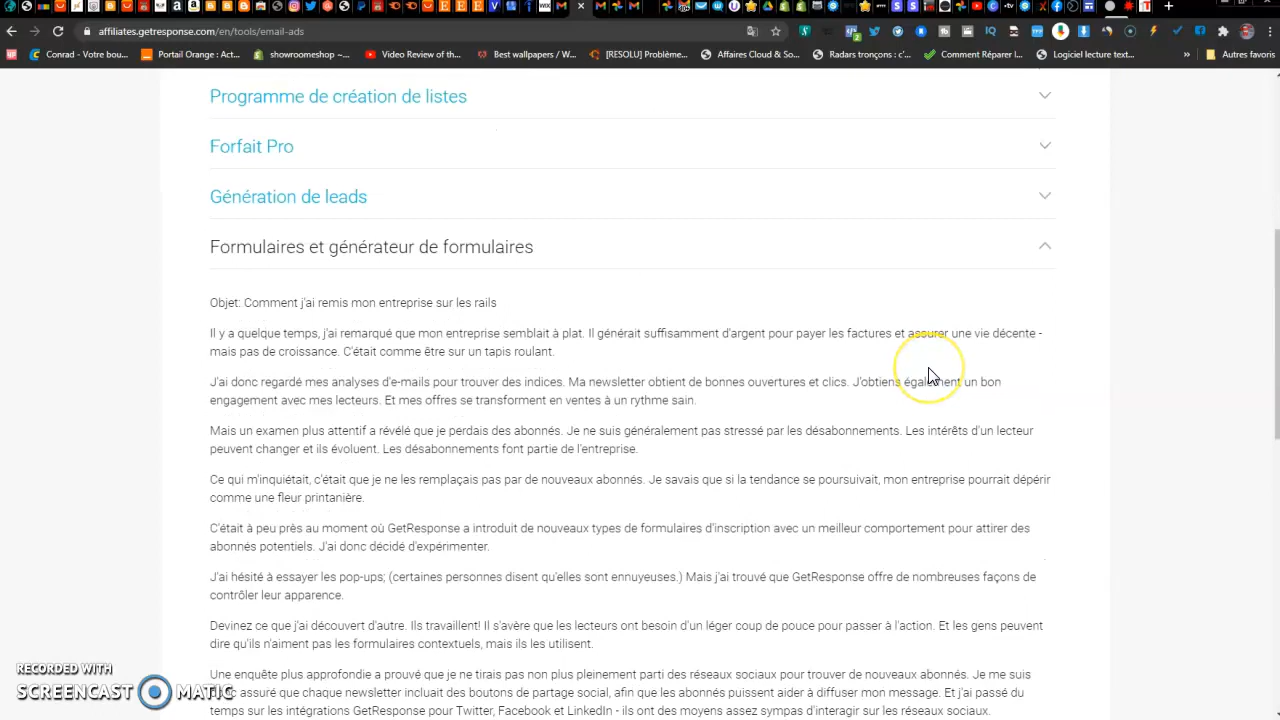 affiliates.getresponse.com/en/tools/email-ads
Conrad - Votre bou...
Portail Orange : Act...
showroomeshop ~...
Video Review of the...
Best wallpapers / W...
[RESOLU] Problème...
Affaires Cloud & So...
Radars tronçons : c'...
Comment Réparer l...
Logiciel lecture text...
»
Autres favoris
Programme de création de listes
Forfait Pro
Génération de leads
Formulaires et générateur de formulaires
Objet: Comment j'ai remis mon entreprise sur les rails
Il y a quelque temps, j'ai remarqué que mon entreprise semblait à plat. Il générait suffisamment d'argent pour payer les factures et assurer une vie décente -
mais pas de croissance. C'était comme être sur un tapis roulant.
J'ai donc regardé mes analyses d'e-mails pour trouver des indices. Ma newsletter obtient de bonnes ouvertures et clics. J'obtiens également un bon
engagement avec mes lecteurs. Et mes offres se transforment en ventes à un rythme sain.
Mais un examen plus attentif a révélé que je perdais des abonnés. Je ne suis généralement pas stressé par les désabonnements. Les intérêts d'un lecteur
peuvent changer et ils évoluent. Les désabonnements font partie de l'entreprise.
Ce qui m'inquiétait, c'était que je ne les remplaçais pas par de nouveaux abonnés. Je savais que si la tendance se poursuivait, mon entreprise pourrait dépérir
comme une fleur printanière.
C'était à peu près au moment où GetResponse a introduit de nouveaux types de formulaires d'inscription avec un meilleur comportement pour attirer des
abonnés potentiels. J'ai donc décidé d'expérimenter.
J'ai hésité à essayer les pop-ups; (certaines personnes disent qu'elles sont ennuyeuses.) Mais j'ai trouvé que GetResponse offre de nombreuses façons de
contrôler leur apparence.
Devinez ce que j'ai découvert d'autre. Ils travaillent! Il s'avère que les lecteurs ont besoin d'un léger coup de pouce pour passer à l'action. Et les gens peuvent
dire qu'ils n'aiment pas les formulaires contextuels, mais ils les utilisent.
Une enquête plus approfondie a prouvé que je ne tirais pas non plus pleinement parti des réseaux sociaux pour trouver de nouveaux abonnés. Je me suis
assuré que chaque newsletter incluait des boutons de partage social, afin que les abonnés puissent aider à diffuser mon message. Et j'ai passé du
temps sur les intégrations GetResponse pour Twitter, Facebook et LinkedIn - ils ont des moyens assez sympas d'interagir sur les réseaux sociaux.
RECORDED WITH
SCREENCAST MATIC